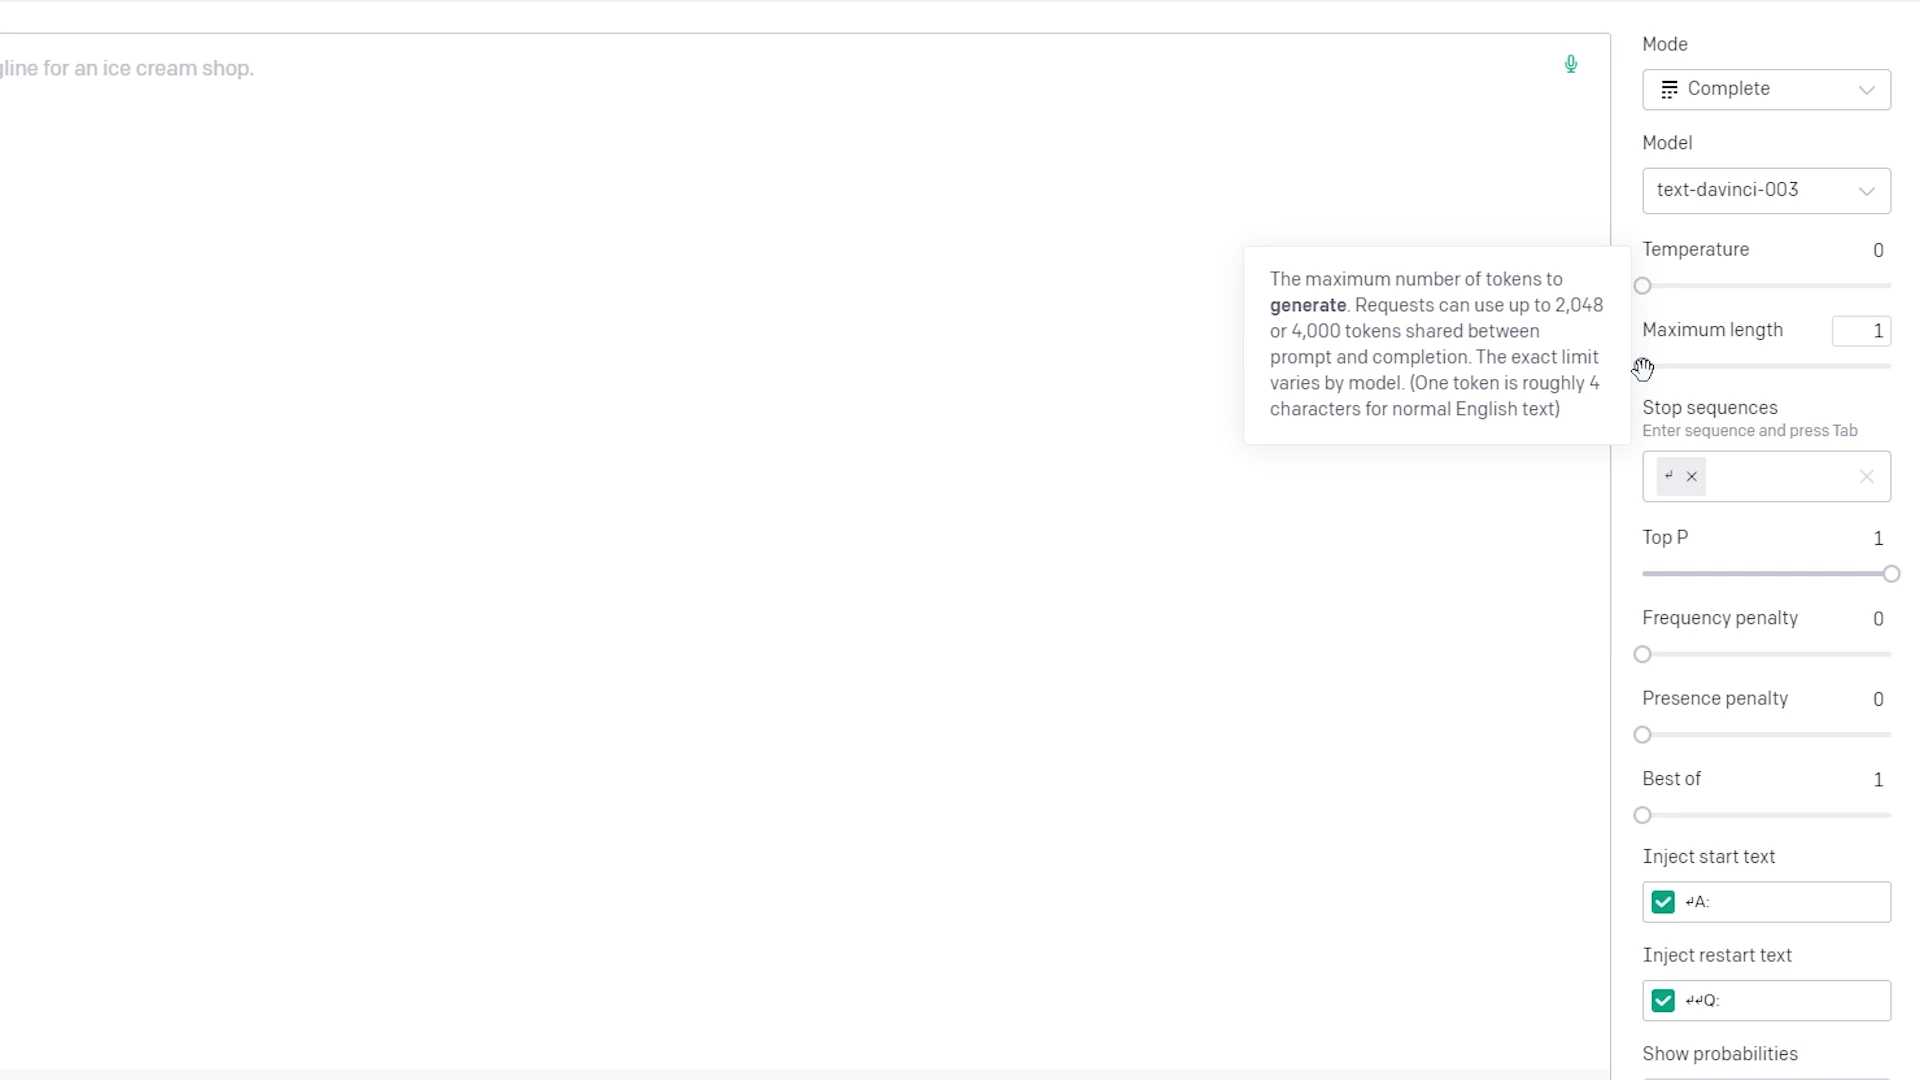 line for an ice cream shop.
Mode
Complete
Model
text-davinci-003
Temperature 0
The maximum number of tokens to
generate. Requests can use up to 2,048
or 4,000 tokens shared between
prompt and completion. The exact limit
varies by model. (One token is roughly 4
characters for normal English text)
Maximum length 1
Stop sequences
Enter sequence and press Tab
↵ ×
Top P 1
Frequency penalty 0
Presence penalty 0
Best of 1
Inject start text
↵A:
Inject restart text
↵↵Q:
Show probabilities